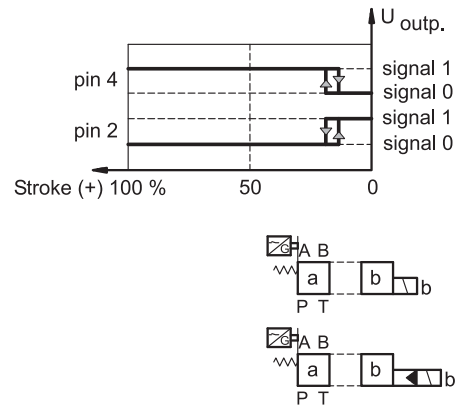 U outp.
signal 1
pin 4
signal 0
signal 1
pin 2
signal 0
Stroke (+) 100 % 50 0
G A B
a b b
P T
G A B
a b b
P T